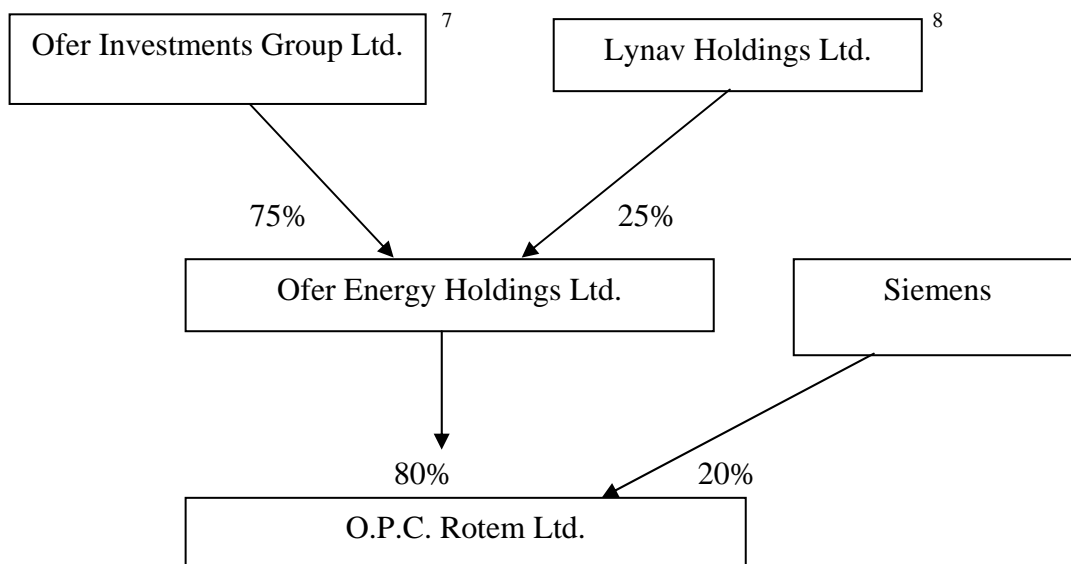 Ofer Investments Group Ltd. 7
Lynav Holdings Ltd. 8
75%
25%
Ofer Energy Holdings Ltd.
Siemens
80%
20%
O.P.C. Rotem Ltd.